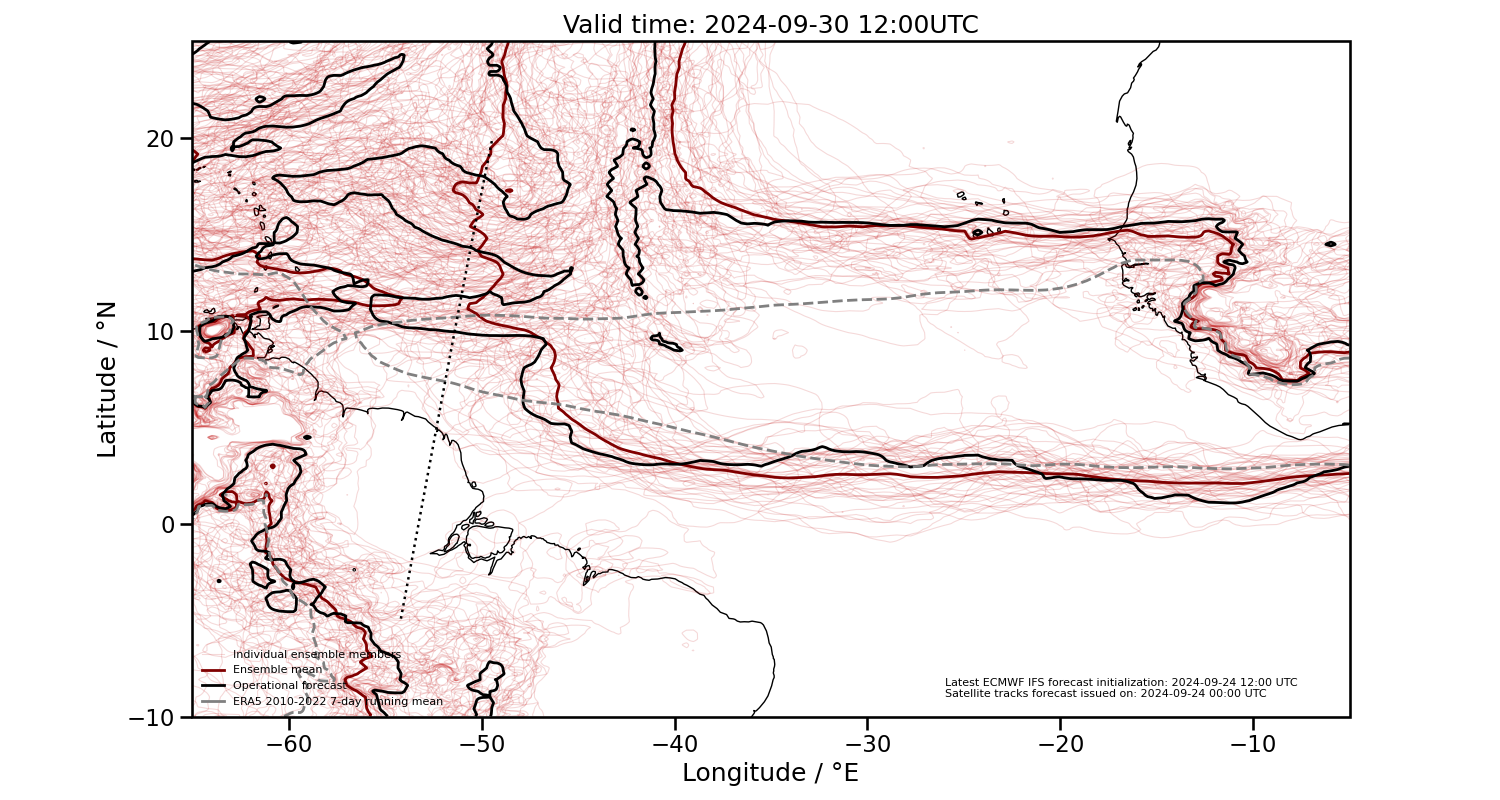 Valid time: 2024-09-30 12:00UTC
Latitude / °N
20
10
0
−10
Individual ensemble members
Ensemble mean
Operational forecast
ERA5 2010-2022 7-day running mean
Latest ECMWF IFS forecast initialization: 2024-09-24 12:00 UTC
Satellite tracks forecast issued on: 2024-09-24 00:00 UTC
−60
−50
−40
−30
−20
−10
Longitude / °E